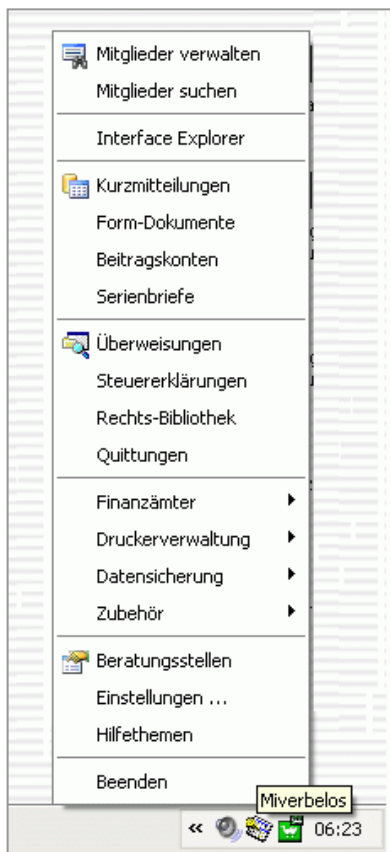 Mitglieder verwalten
Mitglieder suchen
Interface Explorer
Kurzmitteilungen
Form-Dokumente
Beitragskonten
Serienbriefe
Überweisungen
Steuererklärungen
Rechts-Bibliothek
Quittungen
Finanzämter
Druckerverwaltung
Datensicherung
Zubehör
Beratungsstellen
Einstellungen ...
Hilfethemen
Beenden
Miverbelos
« 06:23